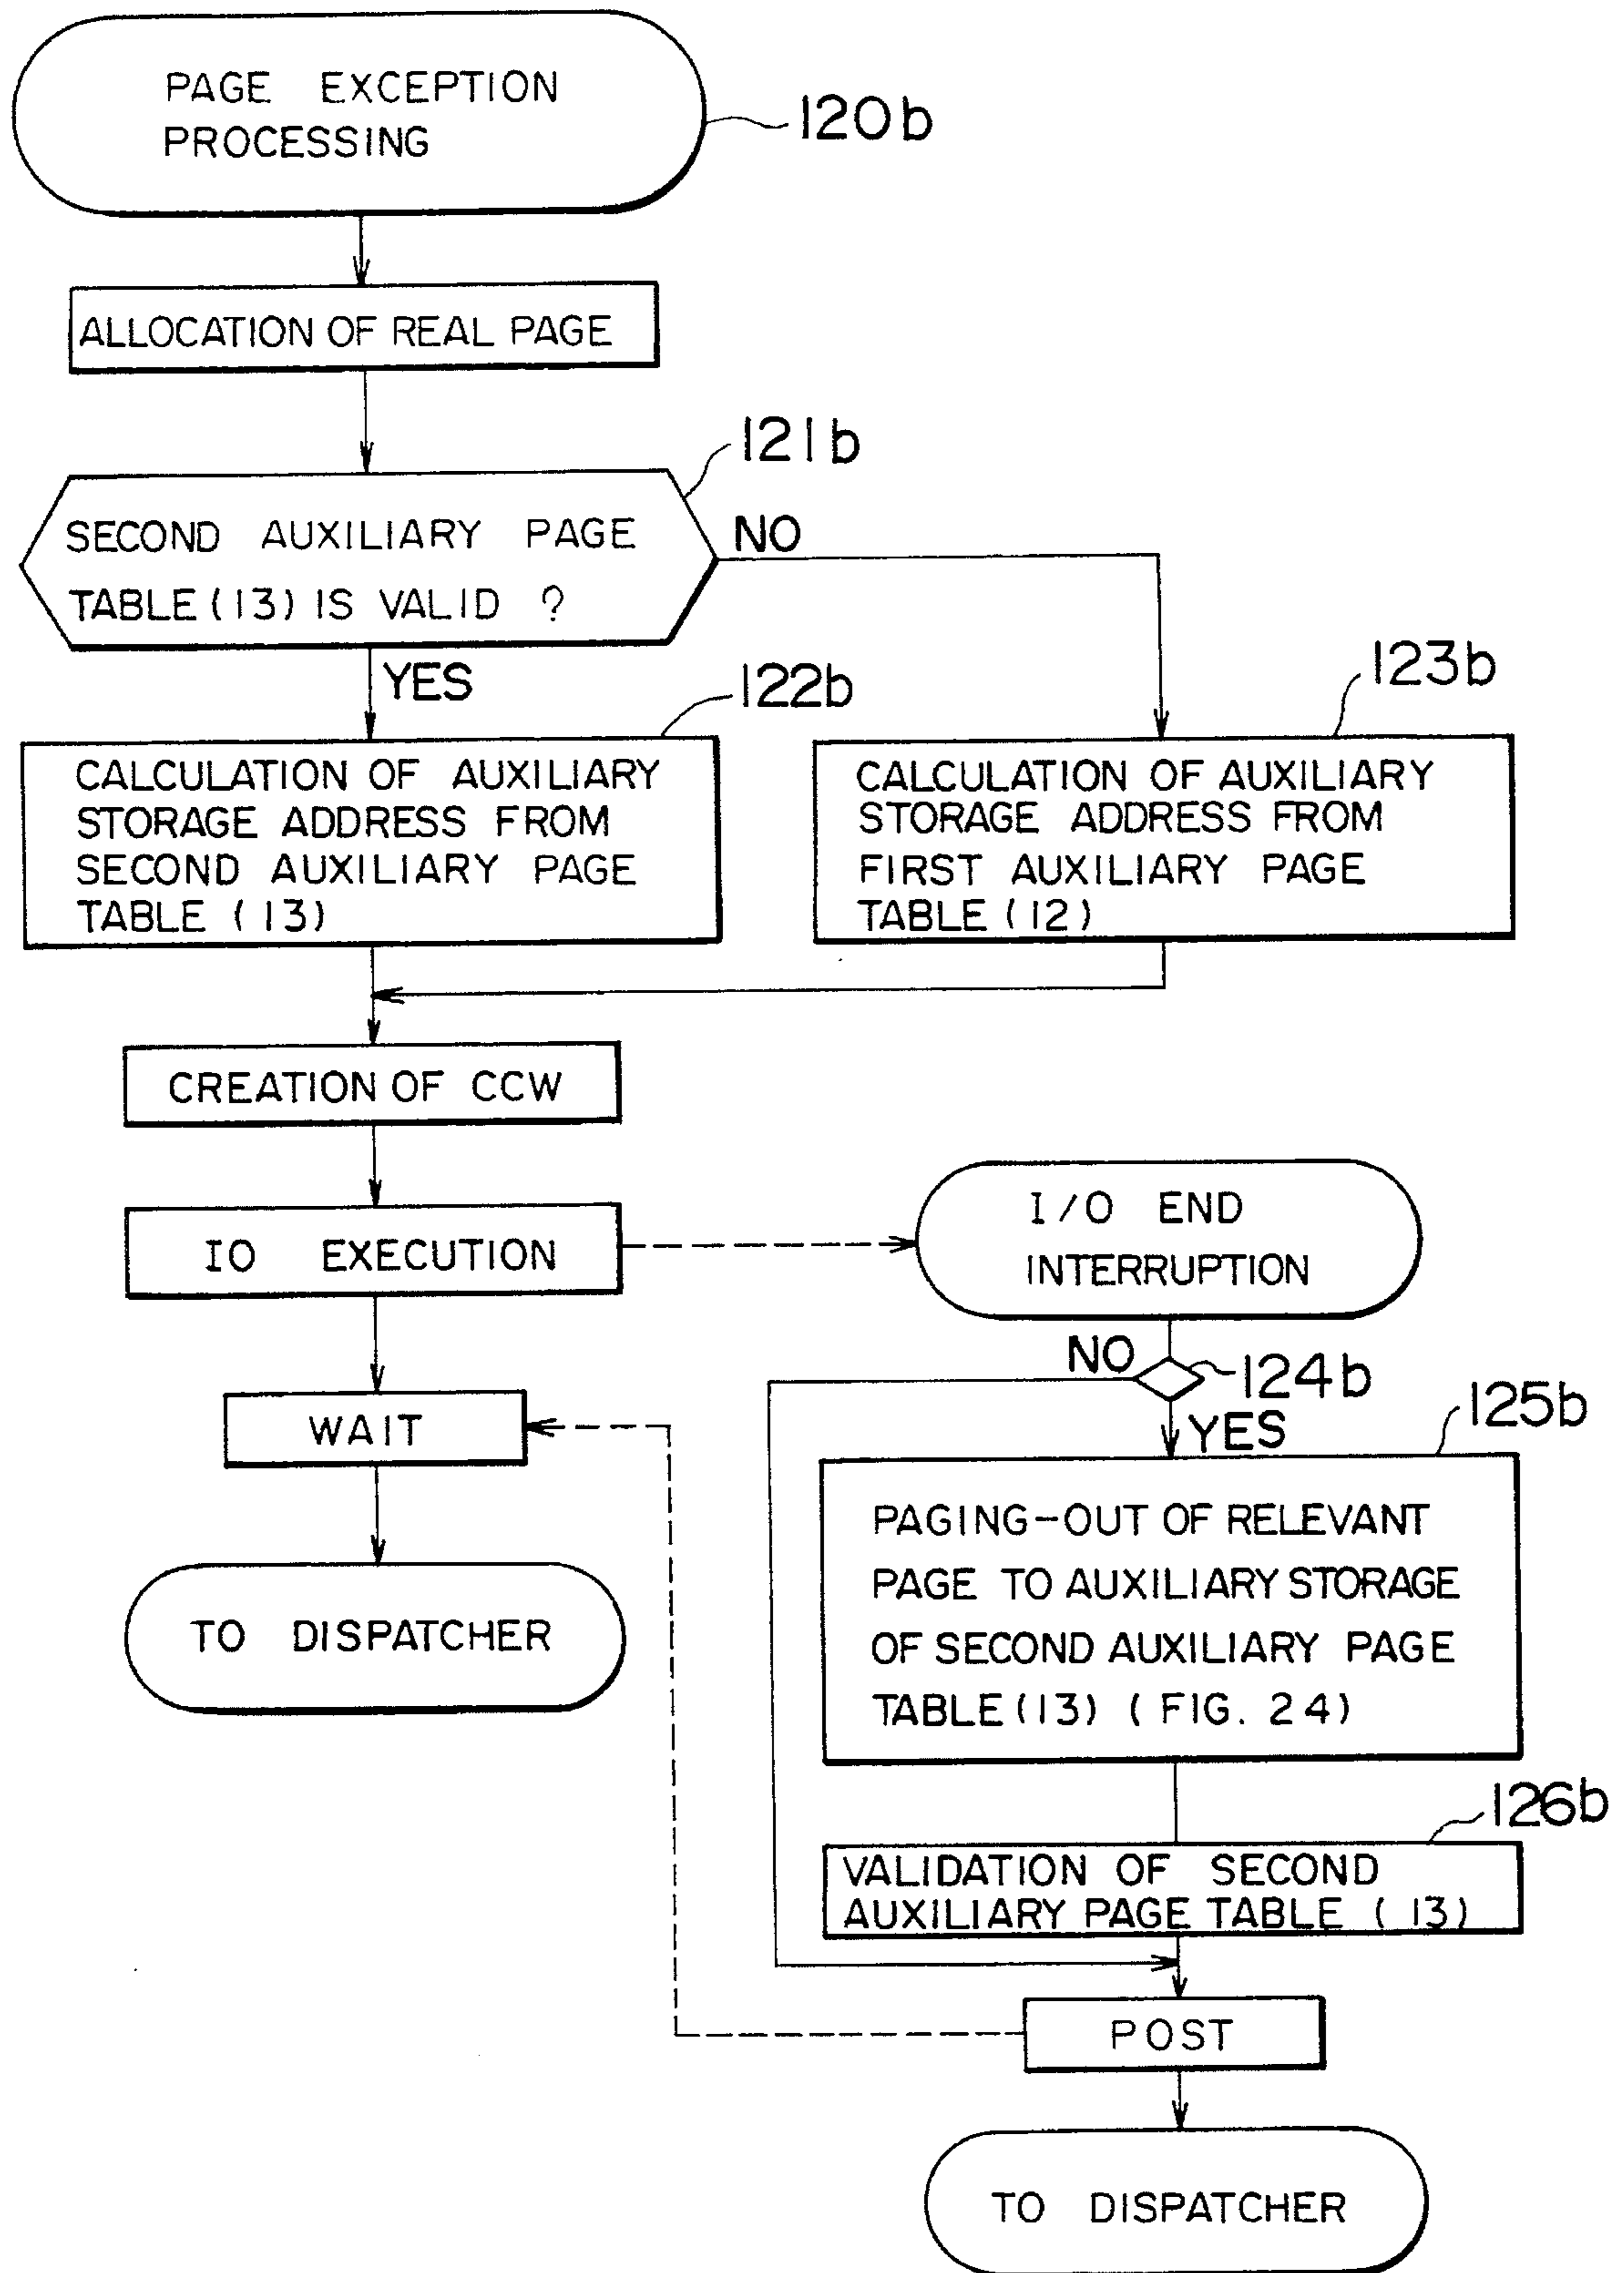 PAGE EXCEPTION
PROCESSING
120b
ALLOCATION OF REAL PAGE
121b
SECOND AUXILIARY PAGE
TABLE (13) IS VALID ?
NO
YES
122b
123b
CALCULATION OF AUXILIARY
STORAGE ADDRESS FROM
SECOND AUXILIARY PAGE
TABLE (13)
CALCULATION OF AUXILIARY
STORAGE ADDRESS FROM
FIRST AUXILIARY PAGE
TABLE (12)
CREATION OF CCW
IO EXECUTION
I/O END
INTERRUPTION
NO
124b
YES
125b
WAIT
PAGING-OUT OF RELEVANT
PAGE TO AUXILIARY STORAGE
OF SECOND AUXILIARY PAGE
TABLE (13) ( FIG. 24)
TO DISPATCHER
126b
VALIDATION OF SECOND
AUXILIARY PAGE TABLE (13)
POST
TO DISPATCHER